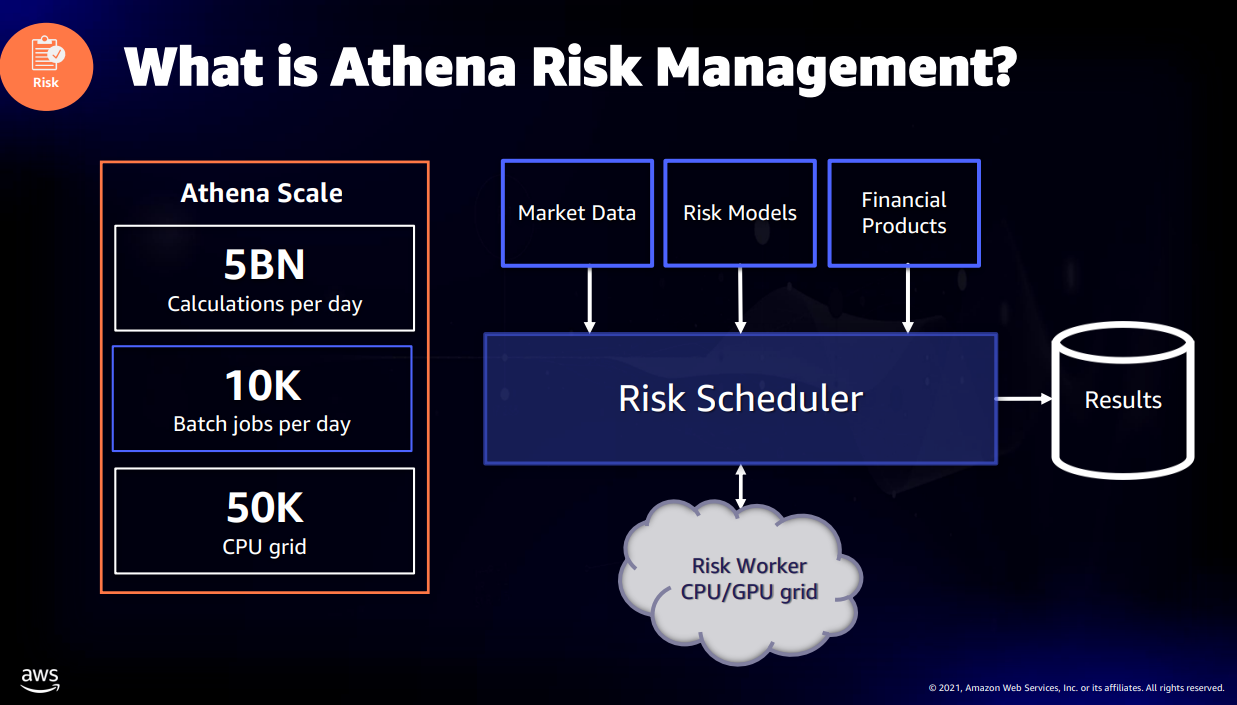 Risk
What is Athena Risk Management?
Athena Scale
5BN
Calculations per day
10K
Batch jobs per day
50K
CPU grid
Market Data
Risk Models
Financial
Products
Risk Scheduler
Results
Risk Worker
CPU/GPU grid
aws
© 2021, Amazon Web Services, Inc. or its affiliates. All rights reserved.